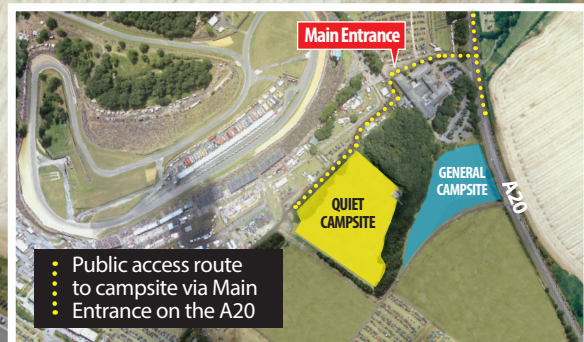 Main Entrance
GENERAL
CAMPSITE
QUIET
CAMPSITE
A20
Public access route
to campsite via Main
Entrance on the A20